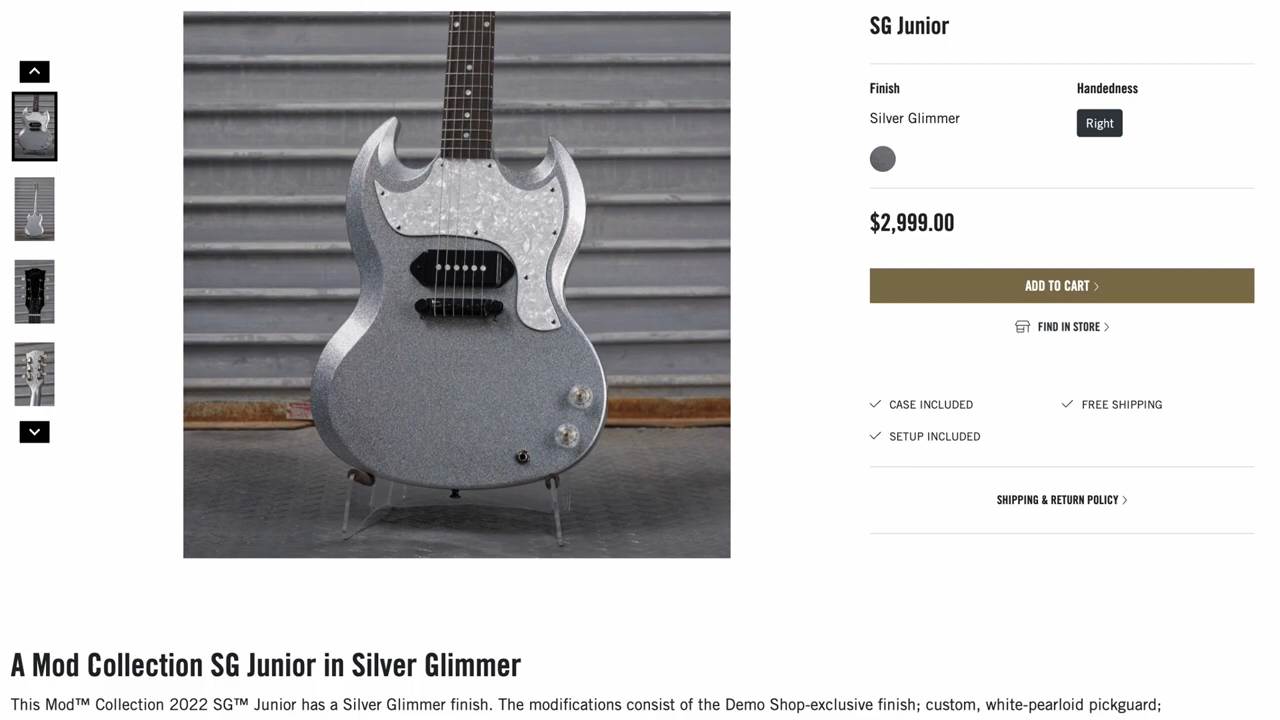 SG Junior
Finish
Handedness
Silver Glimmer
Right
$2,999.00
ADD TO CART
FIND IN STORE
CASE INCLUDED
FREE SHIPPING
SETUP INCLUDED
SHIPPING & RETURN POLICY
A Mod Collection SG Junior in Silver Glimmer
This Mod™ Collection 2022 SG™ Junior has a Silver Glimmer finish. The modifications consist of the Demo Shop-exclusive finish; custom, white-pearloid pickguard;